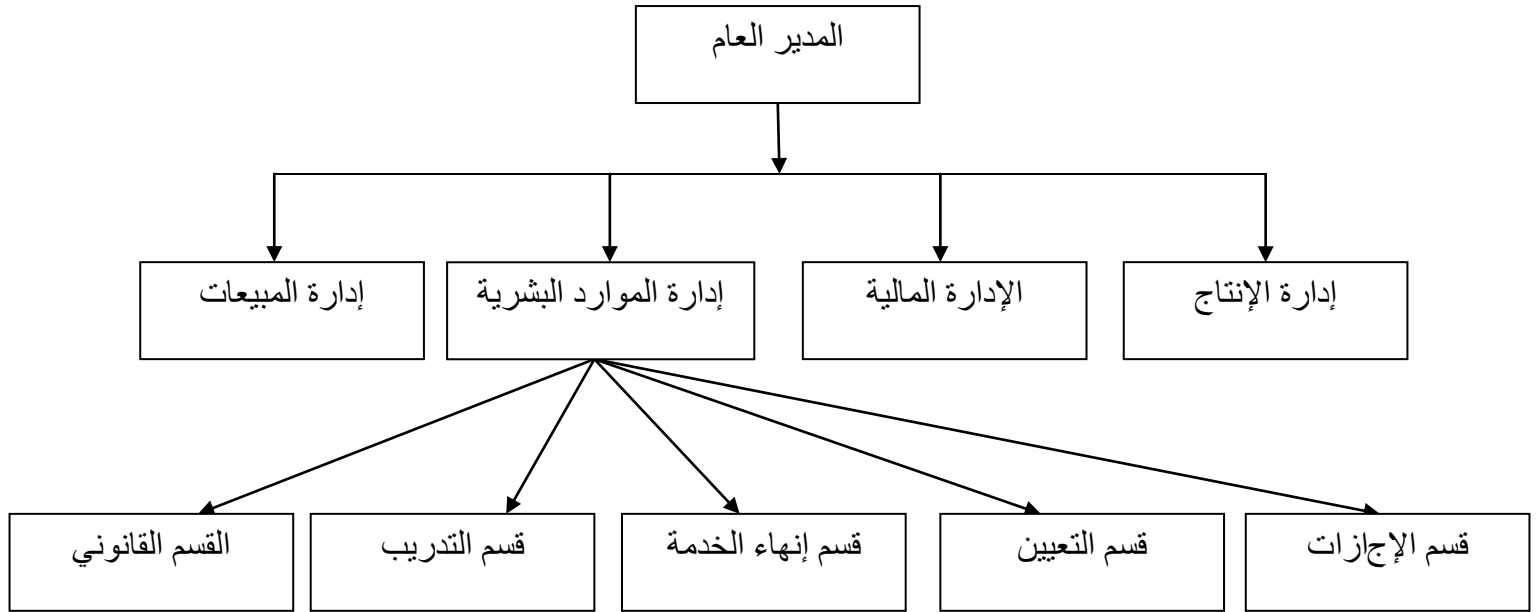 المدير العام
إدارة الإنتاج
الإدارة المالية
إدارة الموارد البشرية
إدارة المبيعات
قسم الإجازات
قسم التعيين
قسم إنهاء الخدمة
قسم التدريب
القسم القانوني